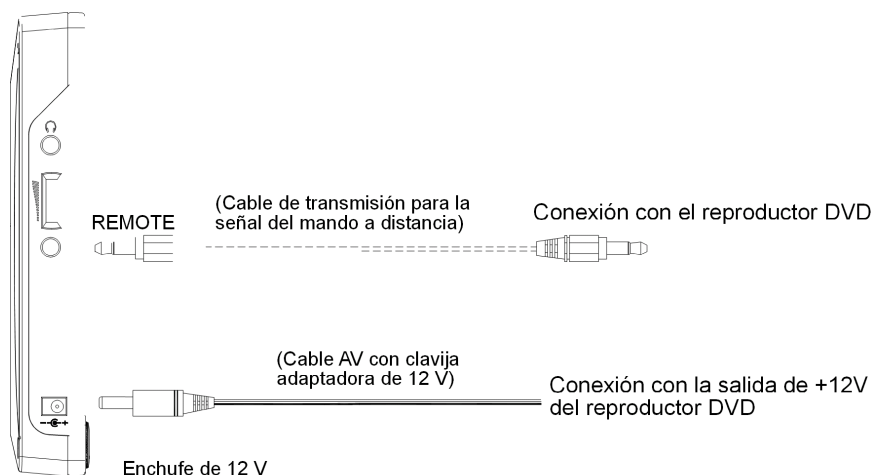 (Cable de transmisión para la
señal del mando a distancia)
REMOTE
Conexión con el reproductor DVD
(Cable AV con clavija
adaptadora de 12 V)
Conexión con la salida de +12V
del reproductor DVD
Enchufe de 12 V